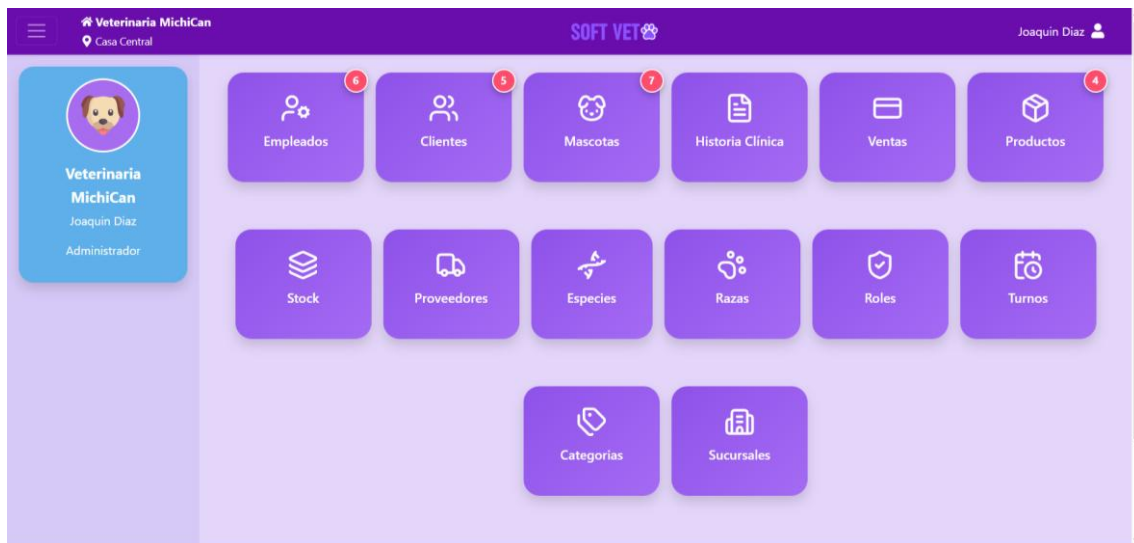 Veterinaria MichiCan
Casa Central
SOFT VET
Joaquin Diaz
Veterinaria
MichiCan
Joaquin Diaz
Administrador
6
Empleados
5
Clientes
7
Mascotas
Historia Clínica
Ventas
4
Productos
Stock
Proveedores
Especies
Razas
Roles
Turnos
Categorias
Sucursales